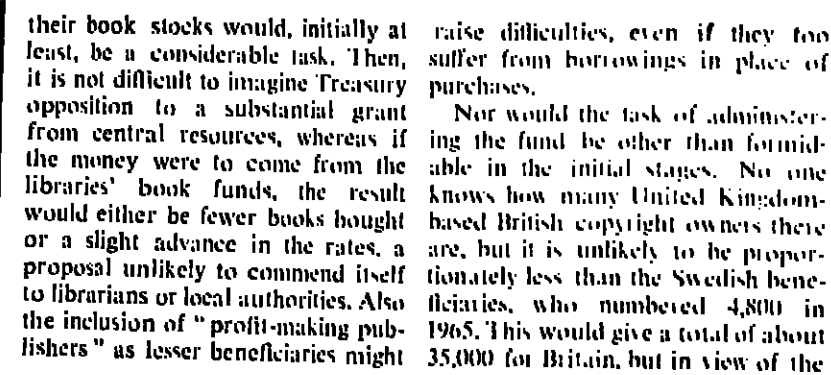 their book stocks would, initially at
least, be a considerable task. Then,
it is not difficult to imagine Treasury
opposition to a substantial grant
from central resources, whereas if
the money were to come from the
libraries' book funds, the result
would either be fewer books bought
or a slight advance in the rates, a
proposal unlikely to commend itself
to librarians or local authorities. Also
the inclusion of " profit-making pub-
lishers " as lesser beneficiaries might
raise difficulties, even if they too
suffer from borrowings in place of
purchases.
Nor would the task of administer-
ing the fund be other than formid-
able in the initial stages. No one
knows how many United Kingdom-
based British copyright owners there
are, but it is unlikely to be propor-
tionately less than the Swedish bene-
ficiaries, who numbered 4,800 in
1965. This would give a total of about
35,000 for Britain, but in view of the